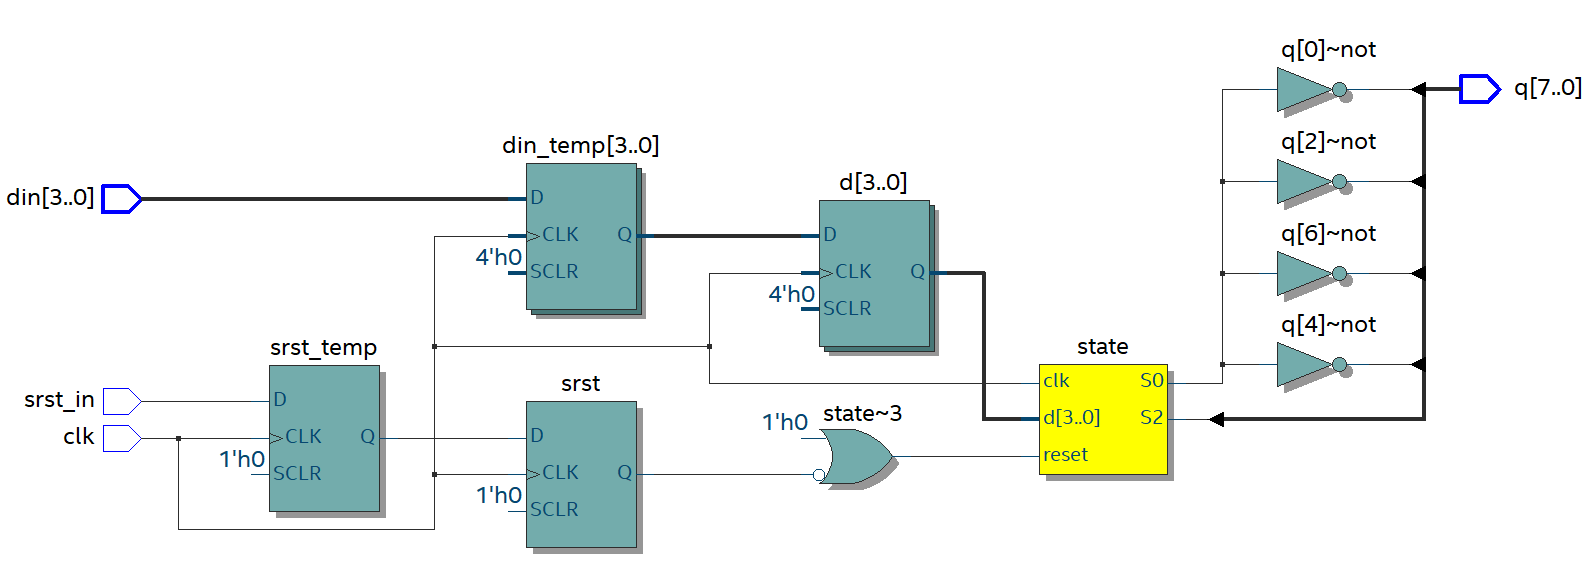 q[0]~not
q[7..0]
q[2]~not
din_temp[3..0]
d[3..0]
din[3..0]
D
CLK
Q
4'h0
SCLR
D
CLK
Q
4'h0
SCLR
q[6]~not
q[4]~not
srst_temp
srst
state
srst_in
clk
D
CLK
Q
1'h0
SCLR
D
CLK
Q
1'h0
SCLR
1'h0
state~3
clk
S0
d[3..0]
S2
reset